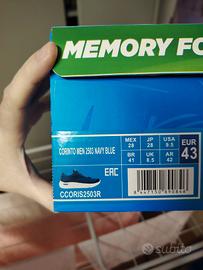 MEMORY FO
CORINTO MEN 2503 NAVY BLUE
MEX 28
JP 28
USA 9.5
EUR 43
BR 41
UK 8.5
AR 42
EAC
CCORIS2503R
subito